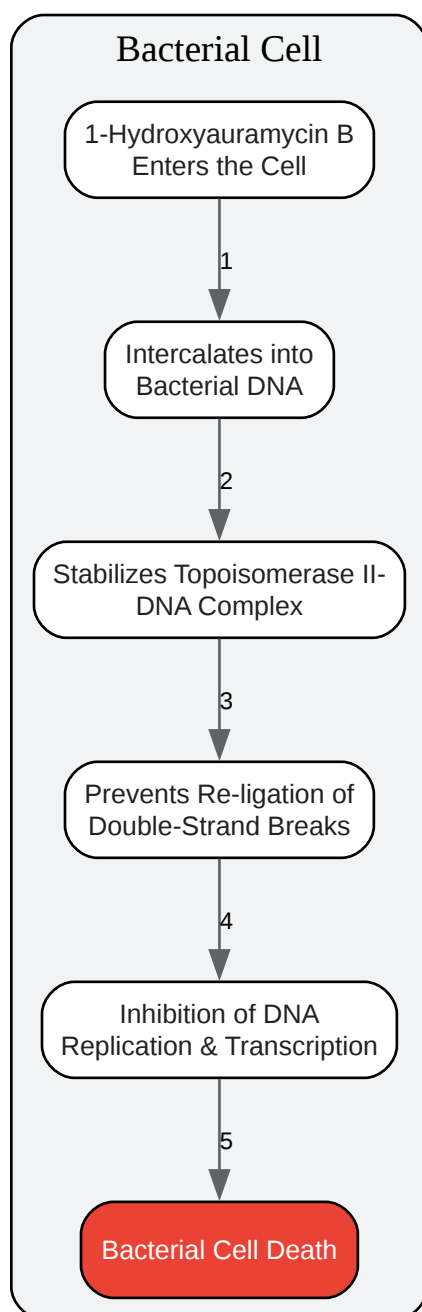 Bacterial Cell
1-Hydroxyauramycin B
Enters the Cell
1
Intercalates into
Bacterial DNA
2
Stabilizes Topoisomerase II-
DNA Complex
3
Prevents Re-ligation of
Double-Strand Breaks
4
Inhibition of DNA
Replication & Transcription
5
Bacterial Cell Death